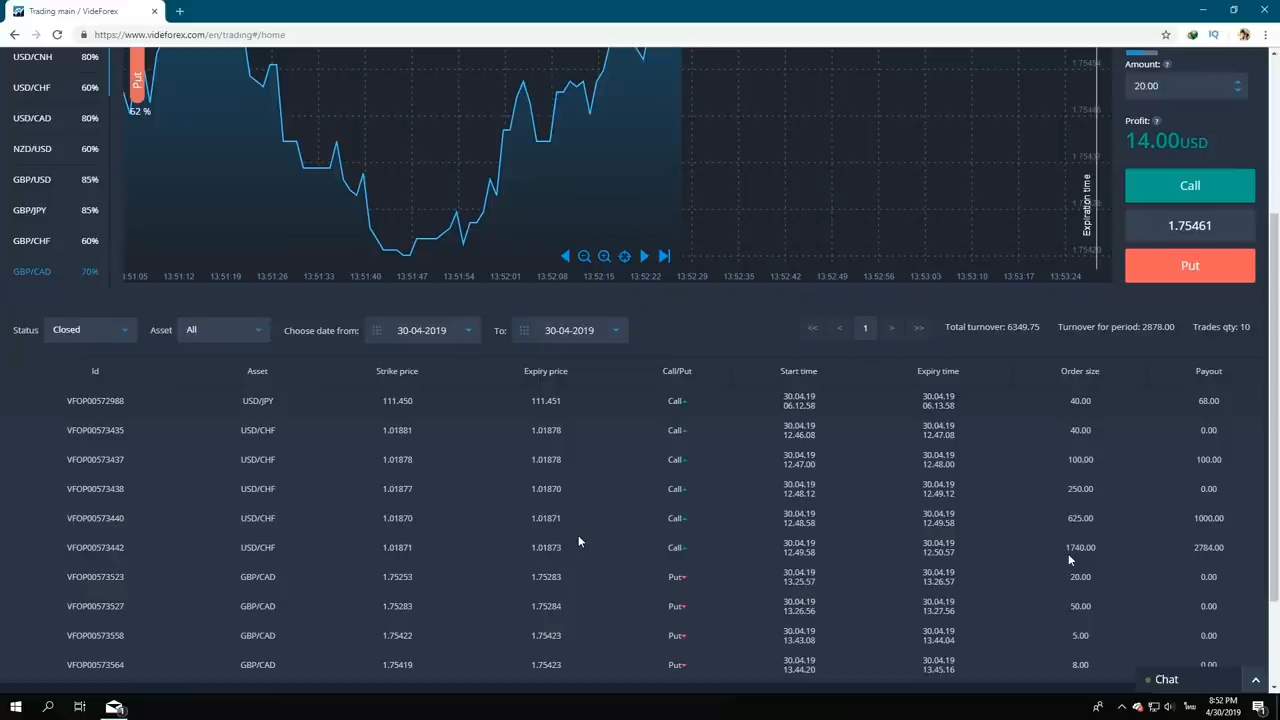 Trading main / VideForex
https://www.videforex.com/en/trading#/home
USD/CNH 80%
USD/CHF 60%
USD/CAD 80%
NZD/USD 60%
GBP/USD 85%
GBP/JPY 85%
GBP/CHF 60%
GBP/CAD 70%
Put
62 %
1.75437
1.75420
Expiration time
13:51:12 13:51:19 13:51:26 13:51:33 13:51:40 13:51:47 13:51:54 13:52:01 13:52:08 13:52:15 13:52:22 13:52:29 13:52:35 13:52:42 13:52:49 13:52:56 13:53:03 13:53:10 13:53:17 13:53:24
Amount: ?
20.00
Profit: ?
14.00USD
Call
1.75461
Put
Status Closed Asset All Choose date from: 30-04-2019 To: 30-04-2019 << < 1 > >> Total turnover: 6349.75 Turnover for period: 2878.00 Trades qty: 10
Id Asset Strike price Expiry price Call/Put Start time Expiry time Order size Payout
VFOP00572988 USD/JPY 111.450 111.451 Call 30.04.19 06.12.58 30.04.19 06.13.58 40.00 68.00
VFOP00573435 USD/CHF 1.01881 1.01878 Call 30.04.19 12.46.08 30.04.19 12.47.08 40.00 0.00
VFOP00573437 USD/CHF 1.01878 1.01878 Call 30.04.19 12.47.00 30.04.19 12.48.00 100.00 100.00
VFOP00573438 USD/CHF 1.01877 1.01870 Call 30.04.19 12.48.12 30.04.19 12.49.12 250.00 0.00
VFOP00573440 USD/CHF 1.01870 1.01871 Call 30.04.19 12.48.58 30.04.19 12.49.58 625.00 1000.00
VFOP00573442 USD/CHF 1.01871 1.01873 Call 30.04.19 12.49.58 30.04.19 12.50.57 1740.00 2784.00
VFOP00573523 GBP/CAD 1.75253 1.75283 Put 30.04.19 13.25.57 30.04.19 13.26.57 20.00 0.00
VFOP00573527 GBP/CAD 1.75283 1.75284 Put 30.04.19 13.26.56 30.04.19 13.27.56 50.00 0.00
VFOP00573558 GBP/CAD 1.75422 1.75423 Put 30.04.19 13.43.08 30.04.19 13.44.04 5.00 0.00
VFOP00573564 GBP/CAD 1.75419 1.75423 Put 30.04.19 13.44.20 30.04.19 13.45.16 8.00 0.00
Chat
8:52 PM
4/30/2019